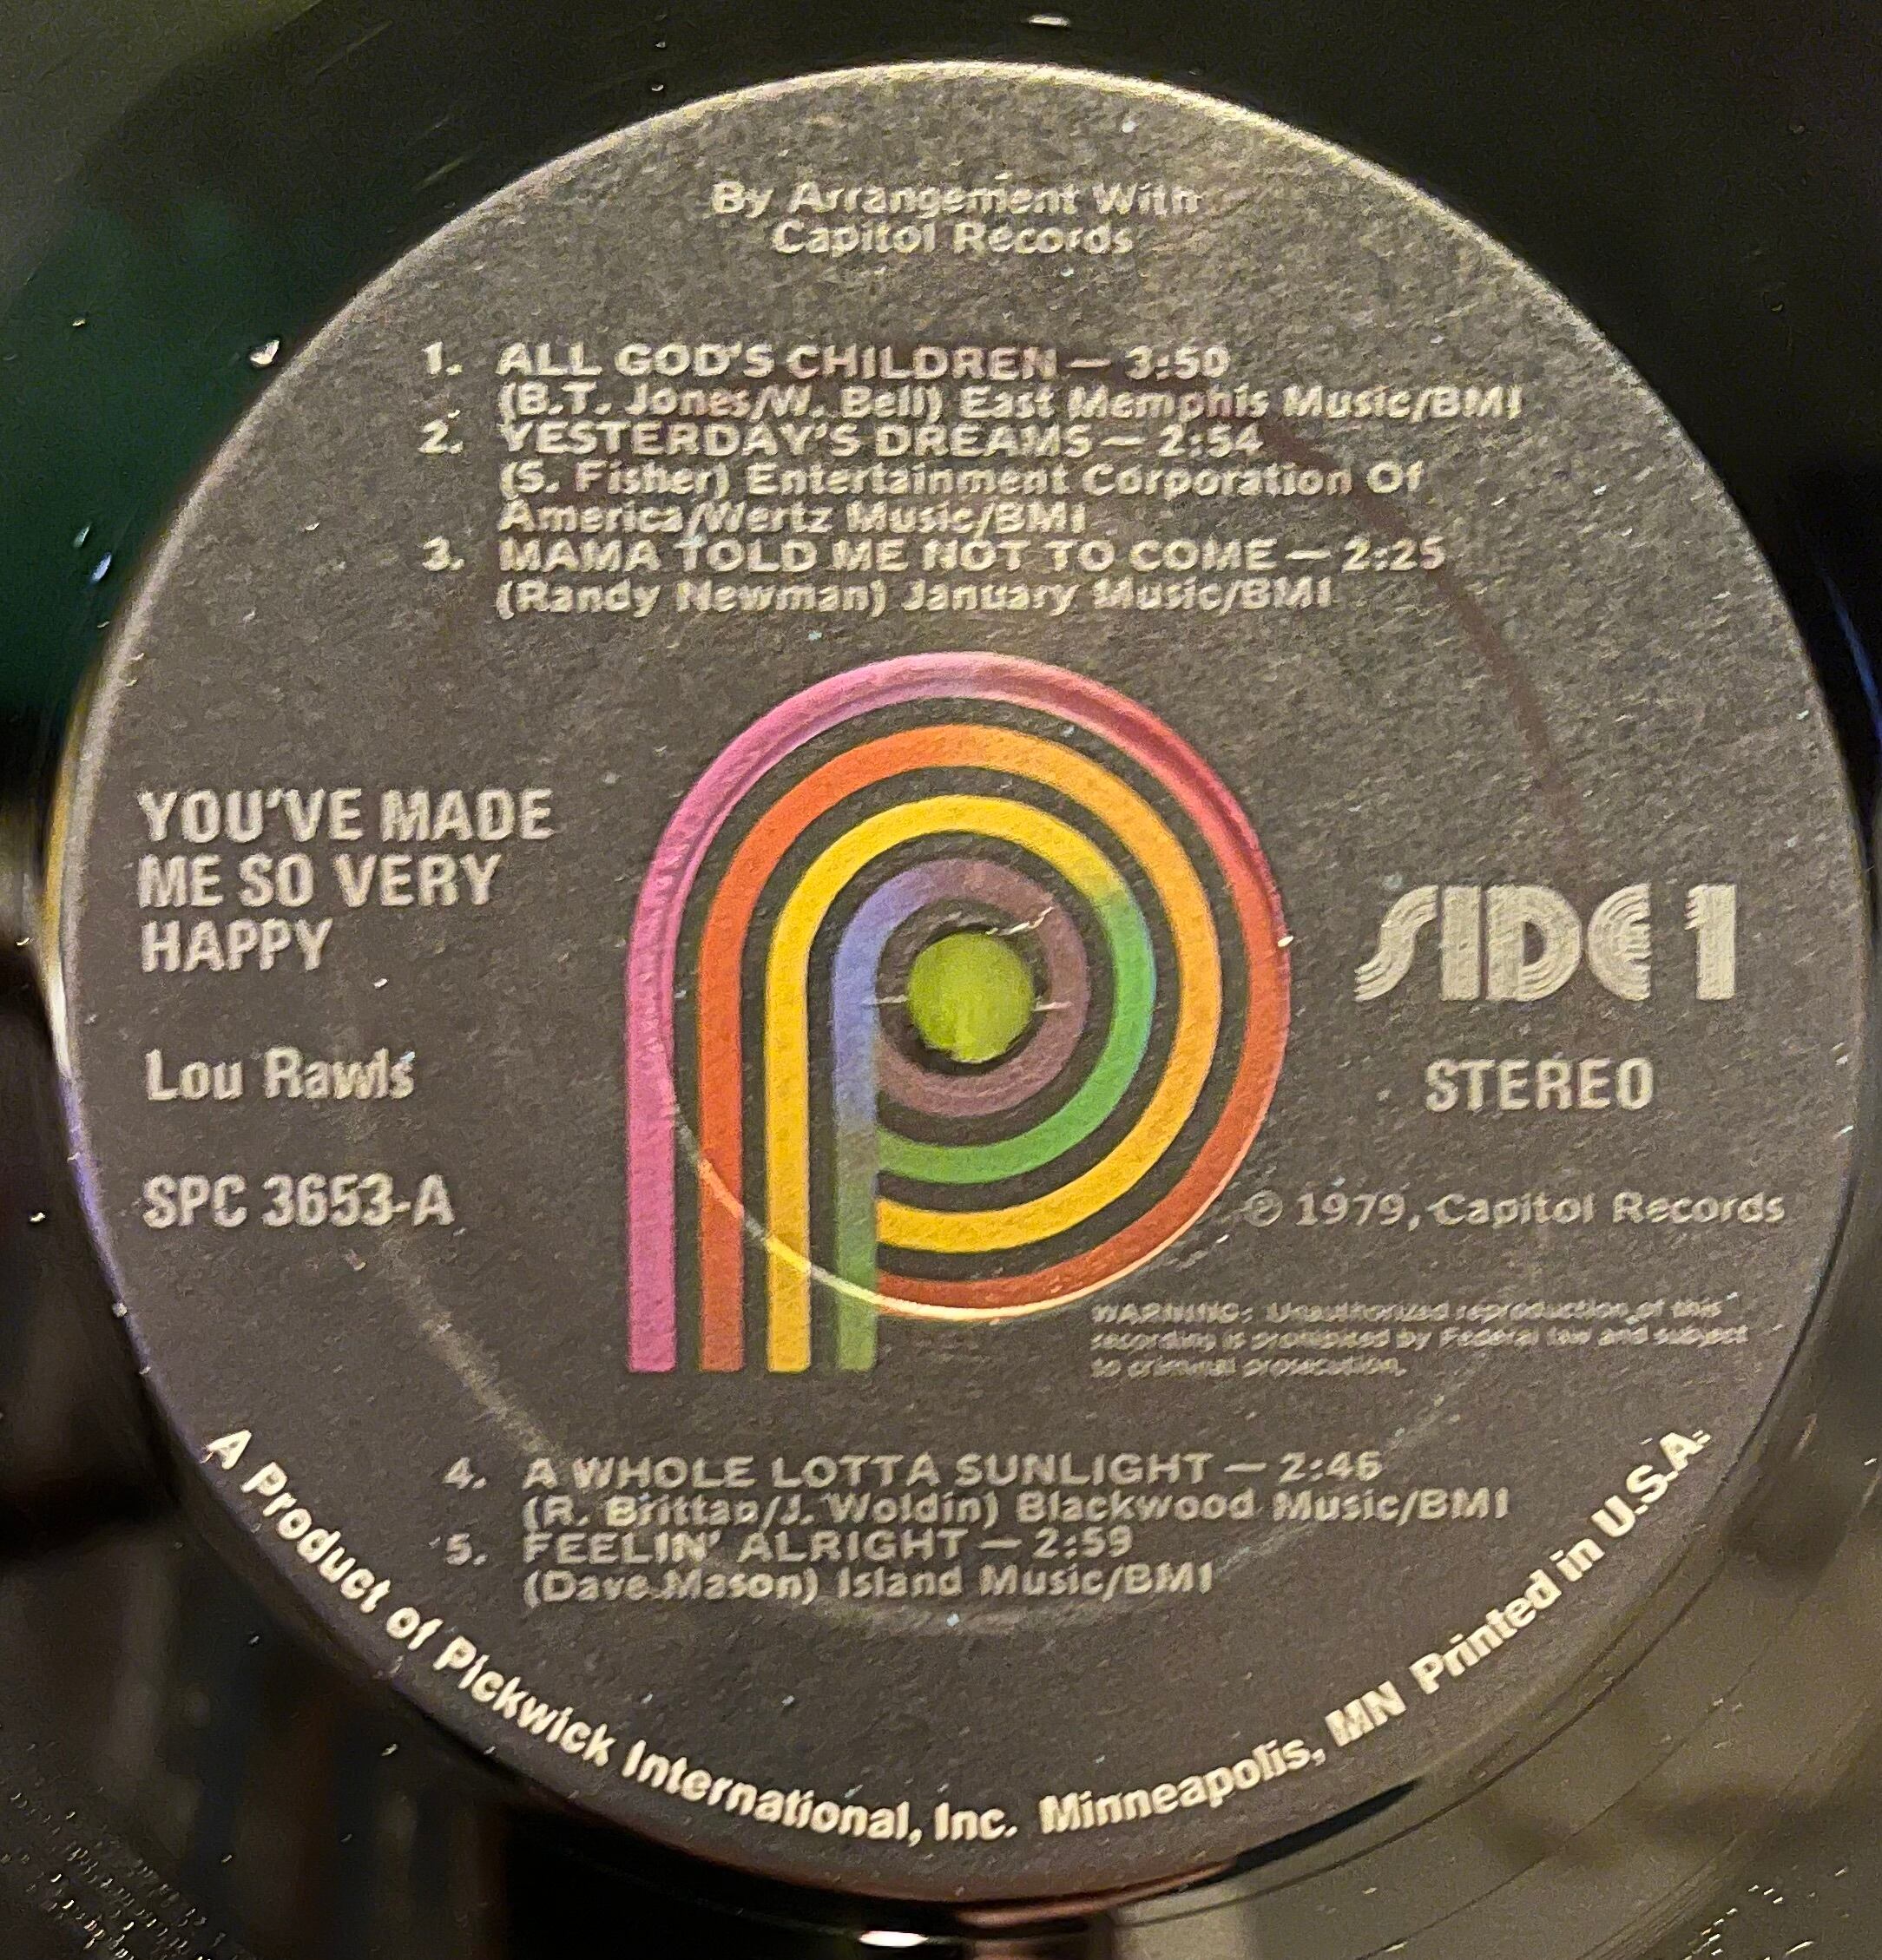 By Arrangement With
Capitol Records
1. ALL GOD'S CHILDREN — 3:50
(B.T. Jones/W. Bell) East Memphis Music/BMI
2. YESTERDAY'S DREAMS — 2:54
(S. Fisher) Entertainment Corporation Of
America/Wertz Music/BMI
3. MAMA TOLD ME NOT TO COME — 2:25
(Randy Newman) January Music/BMI
YOU'VE MADE
ME SO VERY
HAPPY
Lou Rawls
SPC 3653-A
SIDE 1
STEREO
℗ 1979, Capitol Records
WARNING: Unauthorized reproduction of this
recording is prohibited by Federal law and subject
to criminal prosecution.
4. A WHOLE LOTTA SUNLIGHT — 2:46
(R. Brittan/J. Woldin) Blackwood Music/BMI
5. FEELIN' ALRIGHT — 2:59
(Dave Mason) Island Music/BMI
A Product of Pickwick International, Inc. Minneapolis, MN Printed in U.S.A.